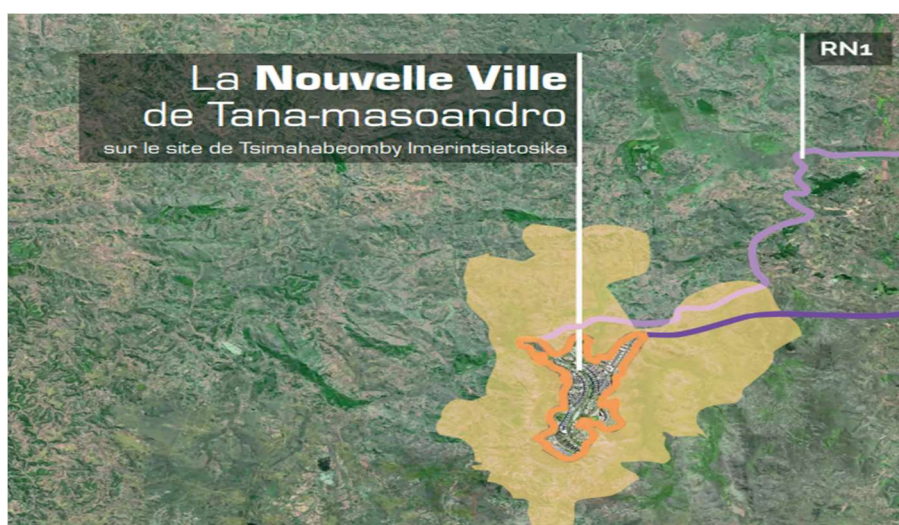 La Nouvelle Ville
de Tana-masoandro
sur le site de Tsimahabeomby Imerintsiatosika
RN1